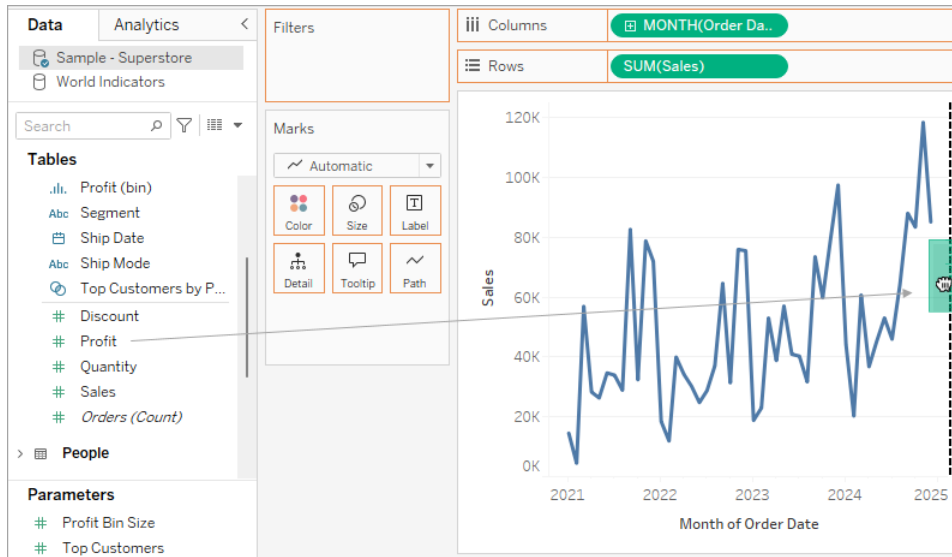 Data
Analytics
Sample - Superstore
World Indicators
Search
Tables
Profit (bin)
Abc Segment
Ship Date
Abc Ship Mode
Top Customers by P...
# Discount
# Profit
# Quantity
# Sales
# Orders (Count)
People
Parameters
# Profit Bin Size
# Top Customers
Filters
Marks
Automatic
Color Size Label
Detail Tooltip Path
Columns MONTH(Order Da..
Rows SUM(Sales)
120K
100K
80K
60K
40K
20K
0K
Sales
2021 2022 2023 2024 2025
Month of Order Date